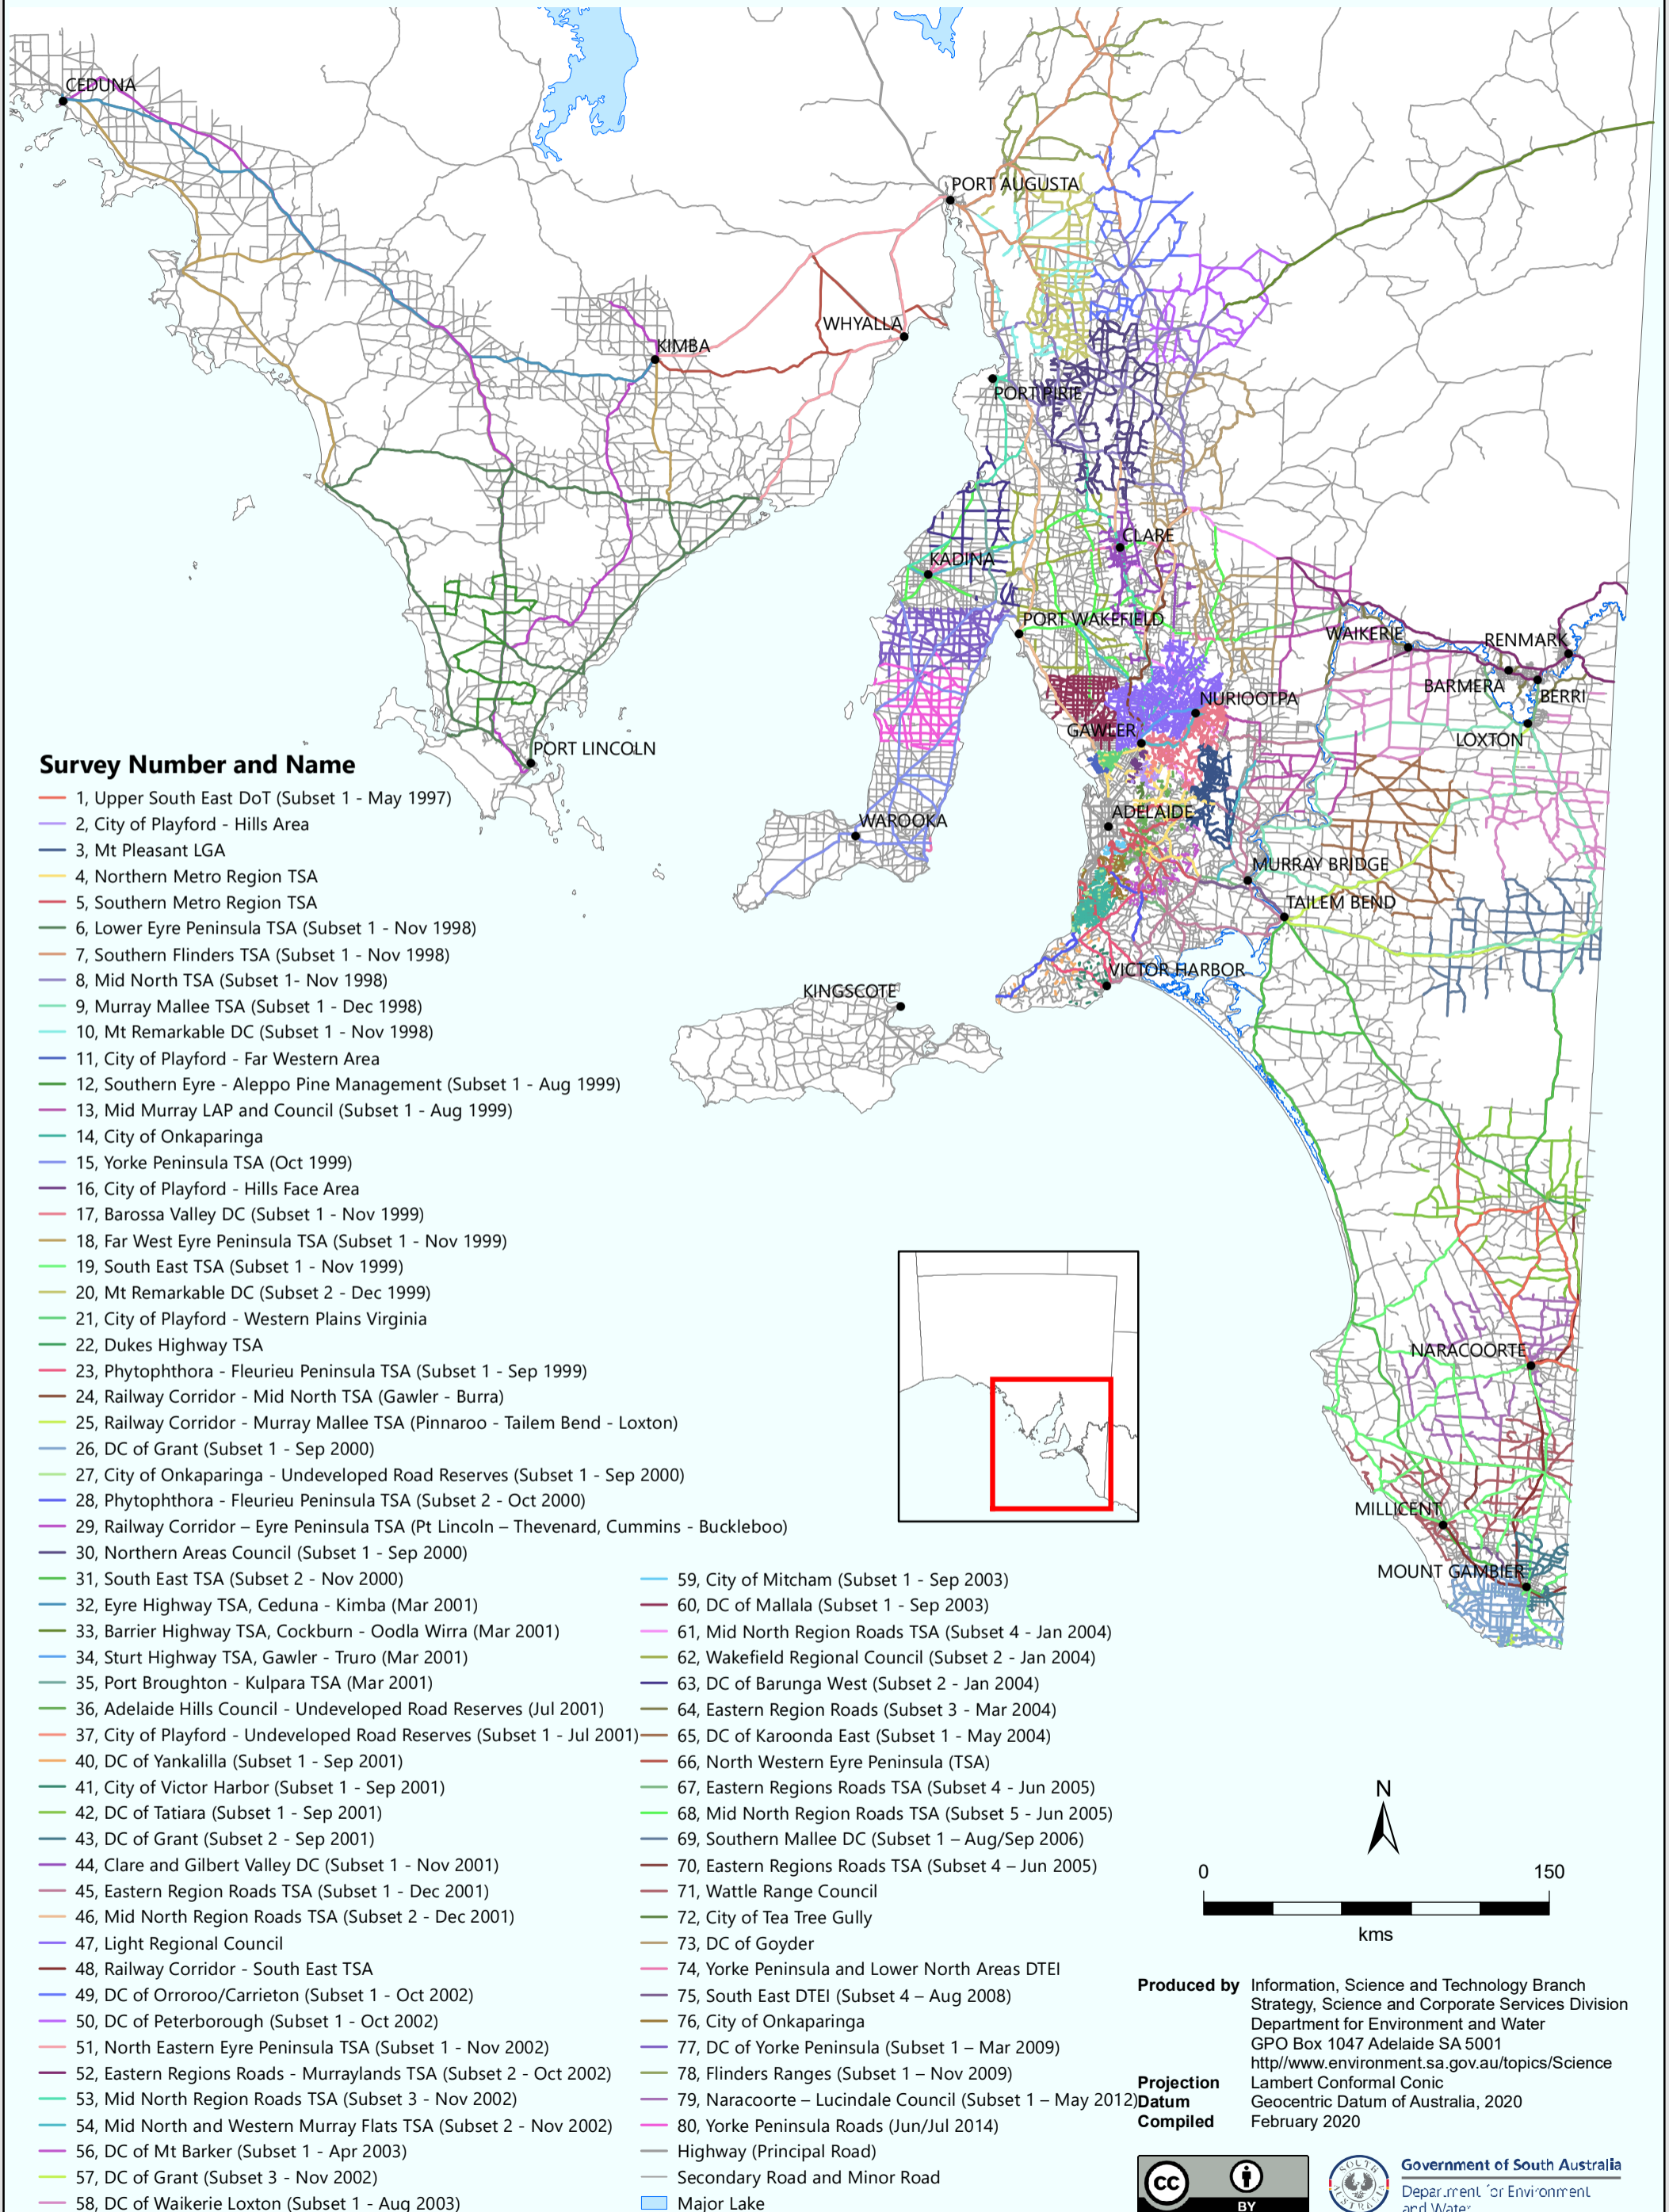 CEDUNA
PORT AUGUSTA
WHYALLA
KIMBA
PORT PIRIE
CLARE
KADINA
PORT WAKEFIELD
WAIKERIE
RENMARK
BARMERA
BERRI
NURIOOTPA
GAWLER
LOXTON
PORT LINCOLN
ADELAIDE
WAROOKA
MURRAY BRIDGE
TAILEM BEND
VICTOR HARBOR
KINGSCOTE
NARACOORTE
MILLICENT
MOUNT GAMBIER
Survey Number and Name
1, Upper South East DoT (Subset 1 - May 1997)
2, City of Playford - Hills Area
3, Mt Pleasant LGA
4, Northern Metro Region TSA
5, Southern Metro Region TSA
6, Lower Eyre Peninsula TSA (Subset 1 - Nov 1998)
7, Southern Flinders TSA (Subset 1 - Nov 1998)
8, Mid North TSA (Subset 1- Nov 1998)
9, Murray Mallee TSA (Subset 1 - Dec 1998)
10, Mt Remarkable DC (Subset 1 - Nov 1998)
11, City of Playford - Far Western Area
12, Southern Eyre - Aleppo Pine Management (Subset 1 - Aug 1999)
13, Mid Murray LAP and Council (Subset 1 - Aug 1999)
14, City of Onkaparinga
15, Yorke Peninsula TSA (Oct 1999)
16, City of Playford - Hills Face Area
17, Barossa Valley DC (Subset 1 - Nov 1999)
18, Far West Eyre Peninsula TSA (Subset 1 - Nov 1999)
19, South East TSA (Subset 1 - Nov 1999)
20, Mt Remarkable DC (Subset 2 - Dec 1999)
21, City of Playford - Western Plains Virginia
22, Dukes Highway TSA
23, Phytophthora - Fleurieu Peninsula TSA (Subset 1 - Sep 1999)
24, Railway Corridor - Mid North TSA (Gawler - Burra)
25, Railway Corridor - Murray Mallee TSA (Pinnaroo - Tailem Bend - Loxton)
26, DC of Grant (Subset 1 - Sep 2000)
27, City of Onkaparinga - Undeveloped Road Reserves (Subset 1 - Sep 2000)
28, Phytophthora - Fleurieu Peninsula TSA (Subset 2 - Oct 2000)
29, Railway Corridor – Eyre Peninsula TSA (Pt Lincoln – Thevenard, Cummins - Buckleboo)
30, Northern Areas Council (Subset 1 - Sep 2000)
31, South East TSA (Subset 2 - Nov 2000)
32, Eyre Highway TSA, Ceduna - Kimba (Mar 2001)
33, Barrier Highway TSA, Cockburn - Oodla Wirra (Mar 2001)
34, Sturt Highway TSA, Gawler - Truro (Mar 2001)
35, Port Broughton - Kulpara TSA (Mar 2001)
36, Adelaide Hills Council - Undeveloped Road Reserves (Jul 2001)
37, City of Playford - Undeveloped Road Reserves (Subset 1 - Jul 2001)
40, DC of Yankalilla (Subset 1 - Sep 2001)
41, City of Victor Harbor (Subset 1 - Sep 2001)
42, DC of Tatiara (Subset 1 - Sep 2001)
43, DC of Grant (Subset 2 - Sep 2001)
44, Clare and Gilbert Valley DC (Subset 1 - Nov 2001)
45, Eastern Region Roads TSA (Subset 1 - Dec 2001)
46, Mid North Region Roads TSA (Subset 2 - Dec 2001)
47, Light Regional Council
48, Railway Corridor - South East TSA
49, DC of Orroroo/Carrieton (Subset 1 - Oct 2002)
50, DC of Peterborough (Subset 1 - Oct 2002)
51, North Eastern Eyre Peninsula TSA (Subset 1 - Nov 2002)
52, Eastern Regions Roads - Murraylands TSA (Subset 2 - Oct 2002)
53, Mid North Region Roads TSA (Subset 3 - Nov 2002)
54, Mid North and Western Murray Flats TSA (Subset 2 - Nov 2002)
56, DC of Mt Barker (Subset 1 - Apr 2003)
57, DC of Grant (Subset 3 - Nov 2002)
58, DC of Waikerie Loxton (Subset 1 - Aug 2003)
59, City of Mitcham (Subset 1 - Sep 2003)
60, DC of Mallala (Subset 1 - Sep 2003)
61, Mid North Region Roads TSA (Subset 4 - Jan 2004)
62, Wakefield Regional Council (Subset 2 - Jan 2004)
63, DC of Barunga West (Subset 2 - Jan 2004)
64, Eastern Region Roads (Subset 3 - Mar 2004)
65, DC of Karoonda East (Subset 1 - May 2004)
66, North Western Eyre Peninsula (TSA)
67, Eastern Regions Roads TSA (Subset 4 - Jun 2005)
68, Mid North Region Roads TSA (Subset 5 - Jun 2005)
69, Southern Mallee DC (Subset 1 – Aug/Sep 2006)
70, Eastern Regions Roads TSA (Subset 4 – Jun 2005)
71, Wattle Range Council
72, City of Tea Tree Gully
73, DC of Goyder
74, Yorke Peninsula and Lower North Areas DTEI
75, South East DTEI (Subset 4 – Aug 2008)
76, City of Onkaparinga
77, DC of Yorke Peninsula (Subset 1 – Mar 2009)
78, Flinders Ranges (Subset 1 – Nov 2009)
79, Naracoorte – Lucindale Council (Subset 1 – May 2012)
80, Yorke Peninsula Roads (Jun/Jul 2014)
Highway (Principal Road)
Secondary Road and Minor Road
Major Lake
N
0 150
kms
Produced by Information, Science and Technology Branch
Strategy, Science and Corporate Services Division
Department for Environment and Water
GPO Box 1047 Adelaide SA 5001
http//www.environment.sa.gov.au/topics/Science
Projection Lambert Conformal Conic
Datum Geocentric Datum of Australia, 2020
Compiled February 2020
cc
BY
SOUTH
AUSTRALIA
Government of South Australia
Department for Environment
and Water